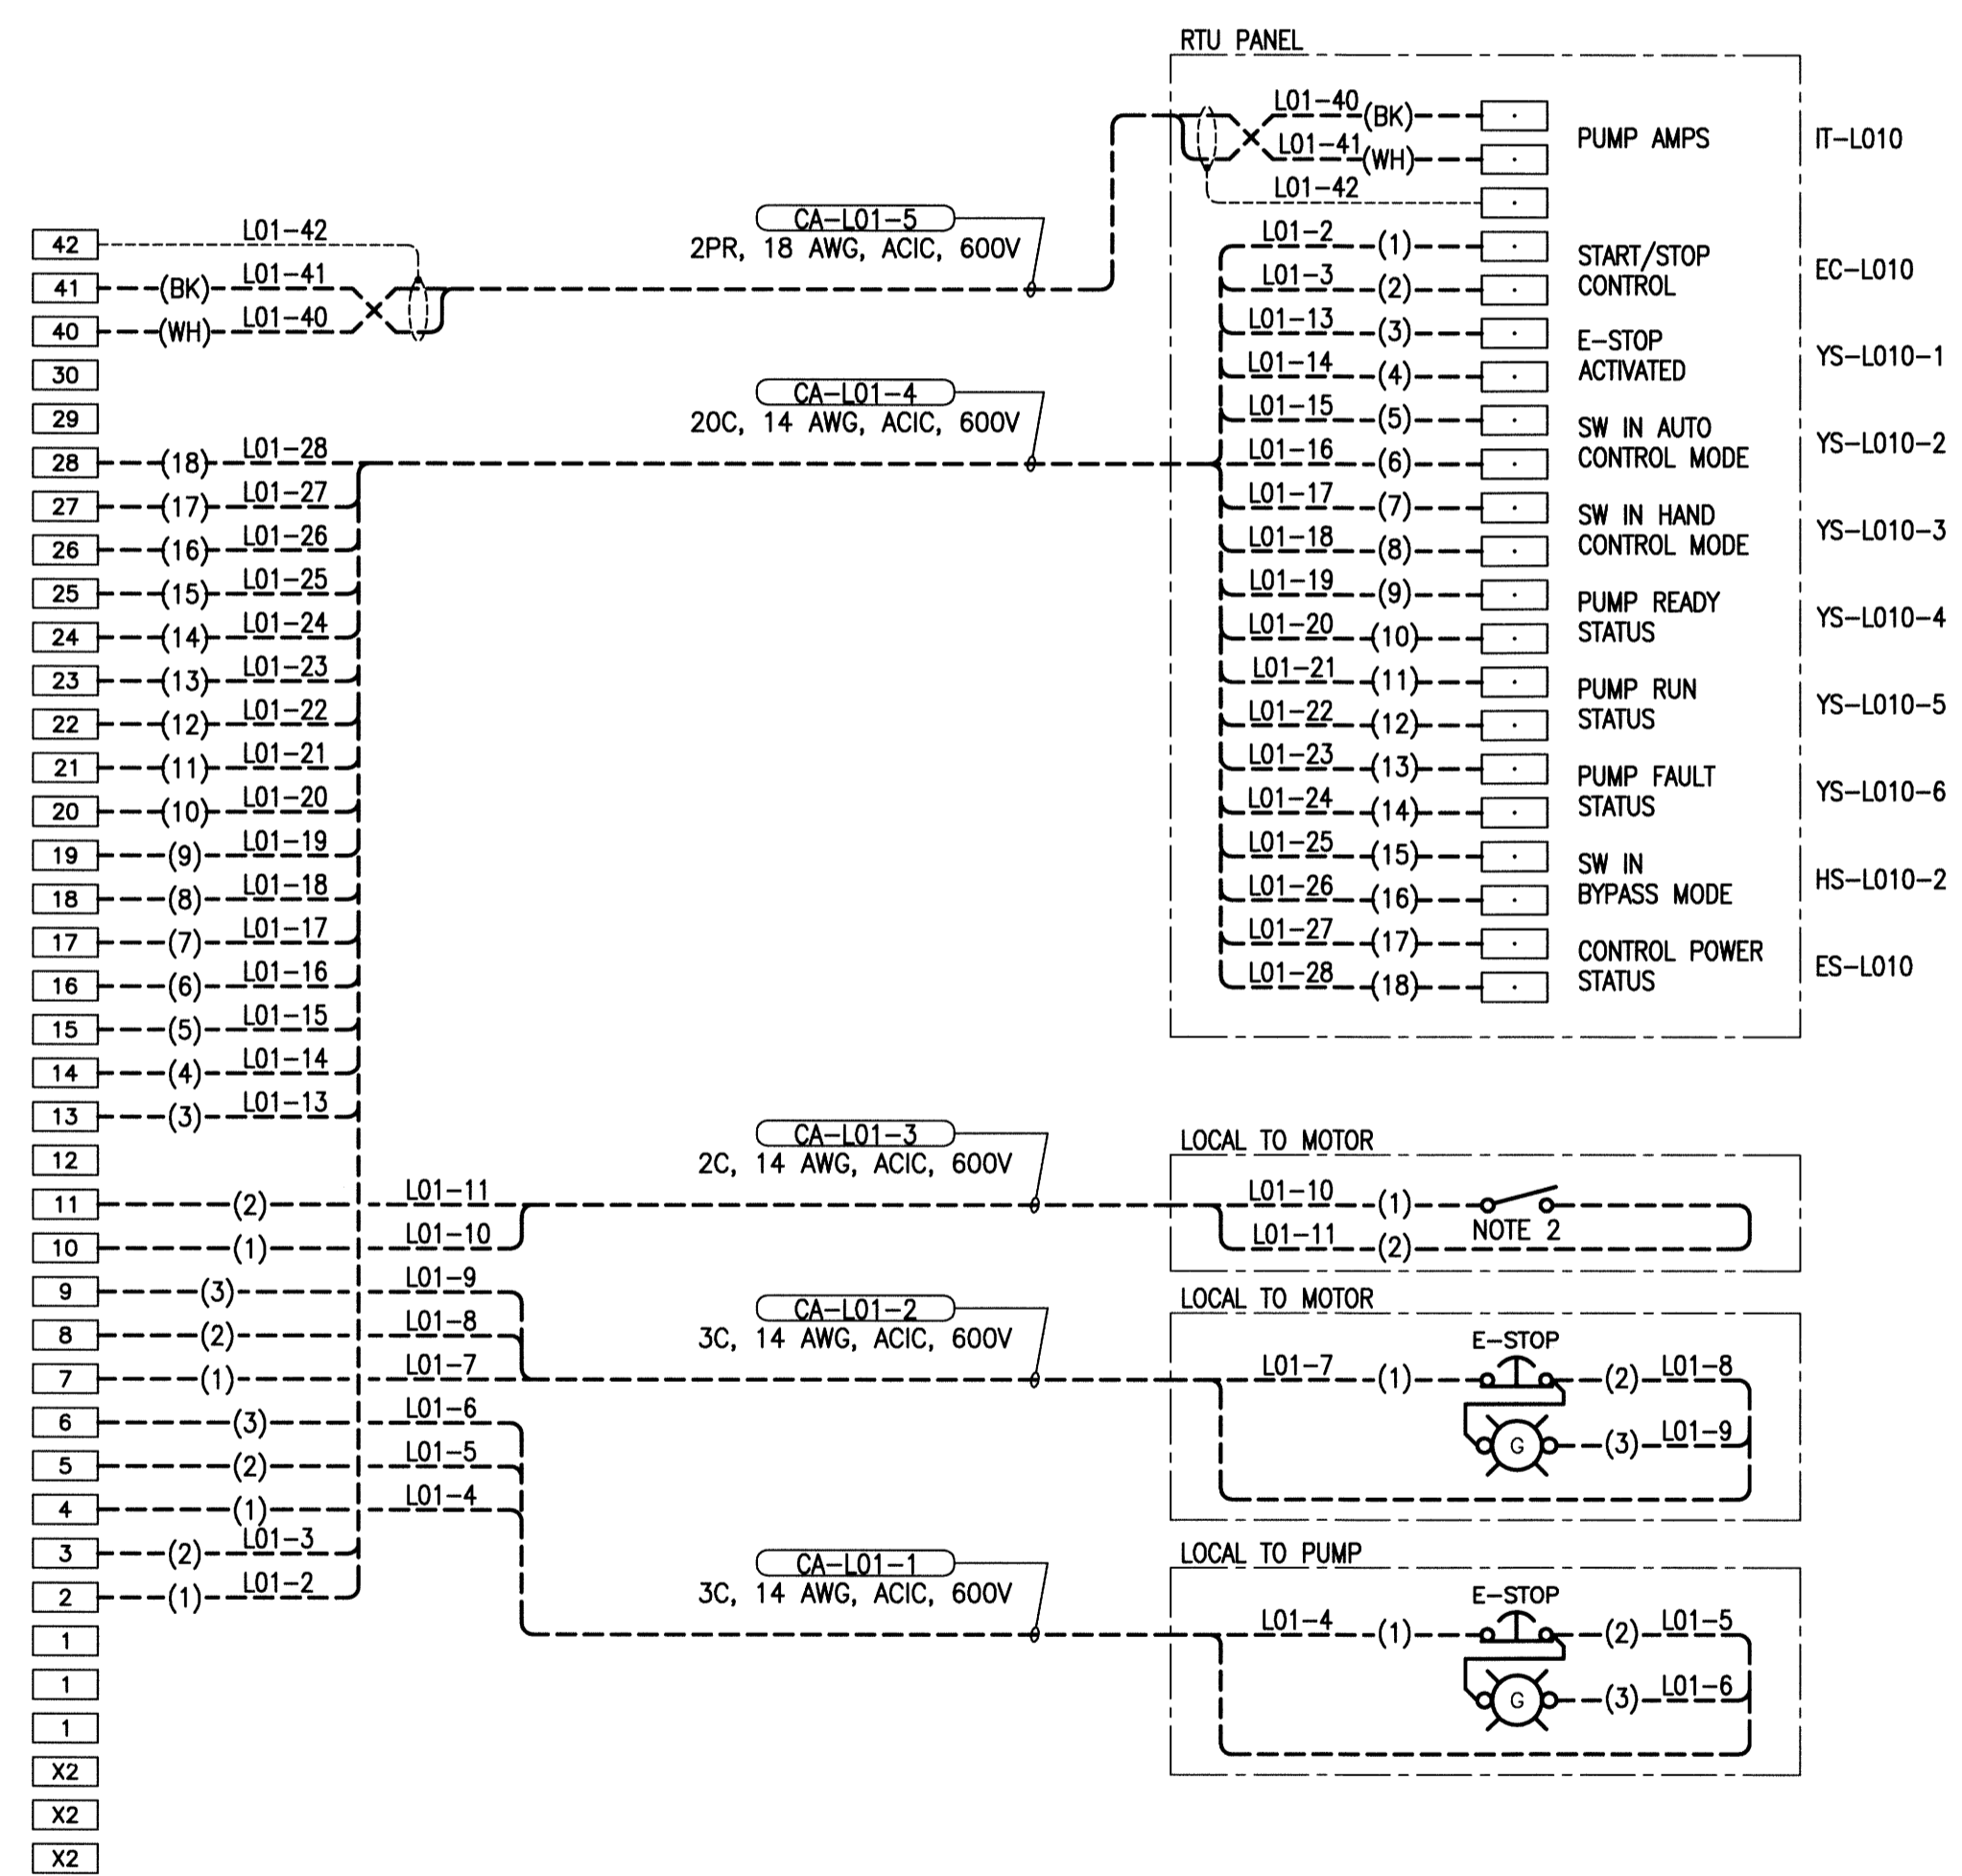 RTU PANEL
L01-40 (BK)
L01-41 (WH)
PUMP AMPS
IT-L010
L01-42
CA-L01-5
2PR, 18 AWG, ACIC, 600V
42 L01-42
41 (BK) L01-41
40 (WH) L01-40
30
29
L01-2 (1)
L01-3 (2)
START/STOP
CONTROL
EC-L010
L01-13 (3)
L01-14 (4)
E-STOP
ACTIVATED
YS-L010-1
CA-L01-4
20C, 14 AWG, ACIC, 600V
L01-15 (5)
L01-16 (6)
SW IN AUTO
CONTROL MODE
YS-L010-2
L01-17 (7)
L01-18 (8)
SW IN HAND
CONTROL MODE
YS-L010-3
L01-19 (9)
L01-20 (10)
PUMP READY
STATUS
YS-L010-4
L01-21 (11)
L01-22 (12)
PUMP RUN
STATUS
YS-L010-5
L01-23 (13)
L01-24 (14)
PUMP FAULT
STATUS
YS-L010-6
L01-25 (15)
L01-26 (16)
SW IN
BYPASS MODE
HS-L010-2
L01-27 (17)
L01-28 (18)
CONTROL POWER
STATUS
ES-L010
28 (18) L01-28
27 (17) L01-27
26 (16) L01-26
25 (15) L01-25
24 (14) L01-24
23 (13) L01-23
22 (12) L01-22
21 (11) L01-21
20 (10) L01-20
19 (9) L01-19
18 (8) L01-18
17 (7) L01-17
16 (6) L01-16
15 (5) L01-15
14 (4) L01-14
13 (3) L01-13
12
11 (2) L01-11
10 (1) L01-10
CA-L01-3
2C, 14 AWG, ACIC, 600V
LOCAL TO MOTOR
L01-10 (1)
NOTE 2
L01-11 (2)
9 (3) L01-9
8 (2) L01-8
7 (1) L01-7
CA-L01-2
3C, 14 AWG, ACIC, 600V
LOCAL TO MOTOR
E-STOP
L01-7 (1) (2) L01-8
G (3) L01-9
6 (3) L01-6
5 (2) L01-5
4 (1) L01-4
3 (2) L01-3
2 (1) L01-2
CA-L01-1
3C, 14 AWG, ACIC, 600V
LOCAL TO PUMP
E-STOP
L01-4 (1) (2) L01-5
G (3) L01-6
1
1
1
X2
X2
X2